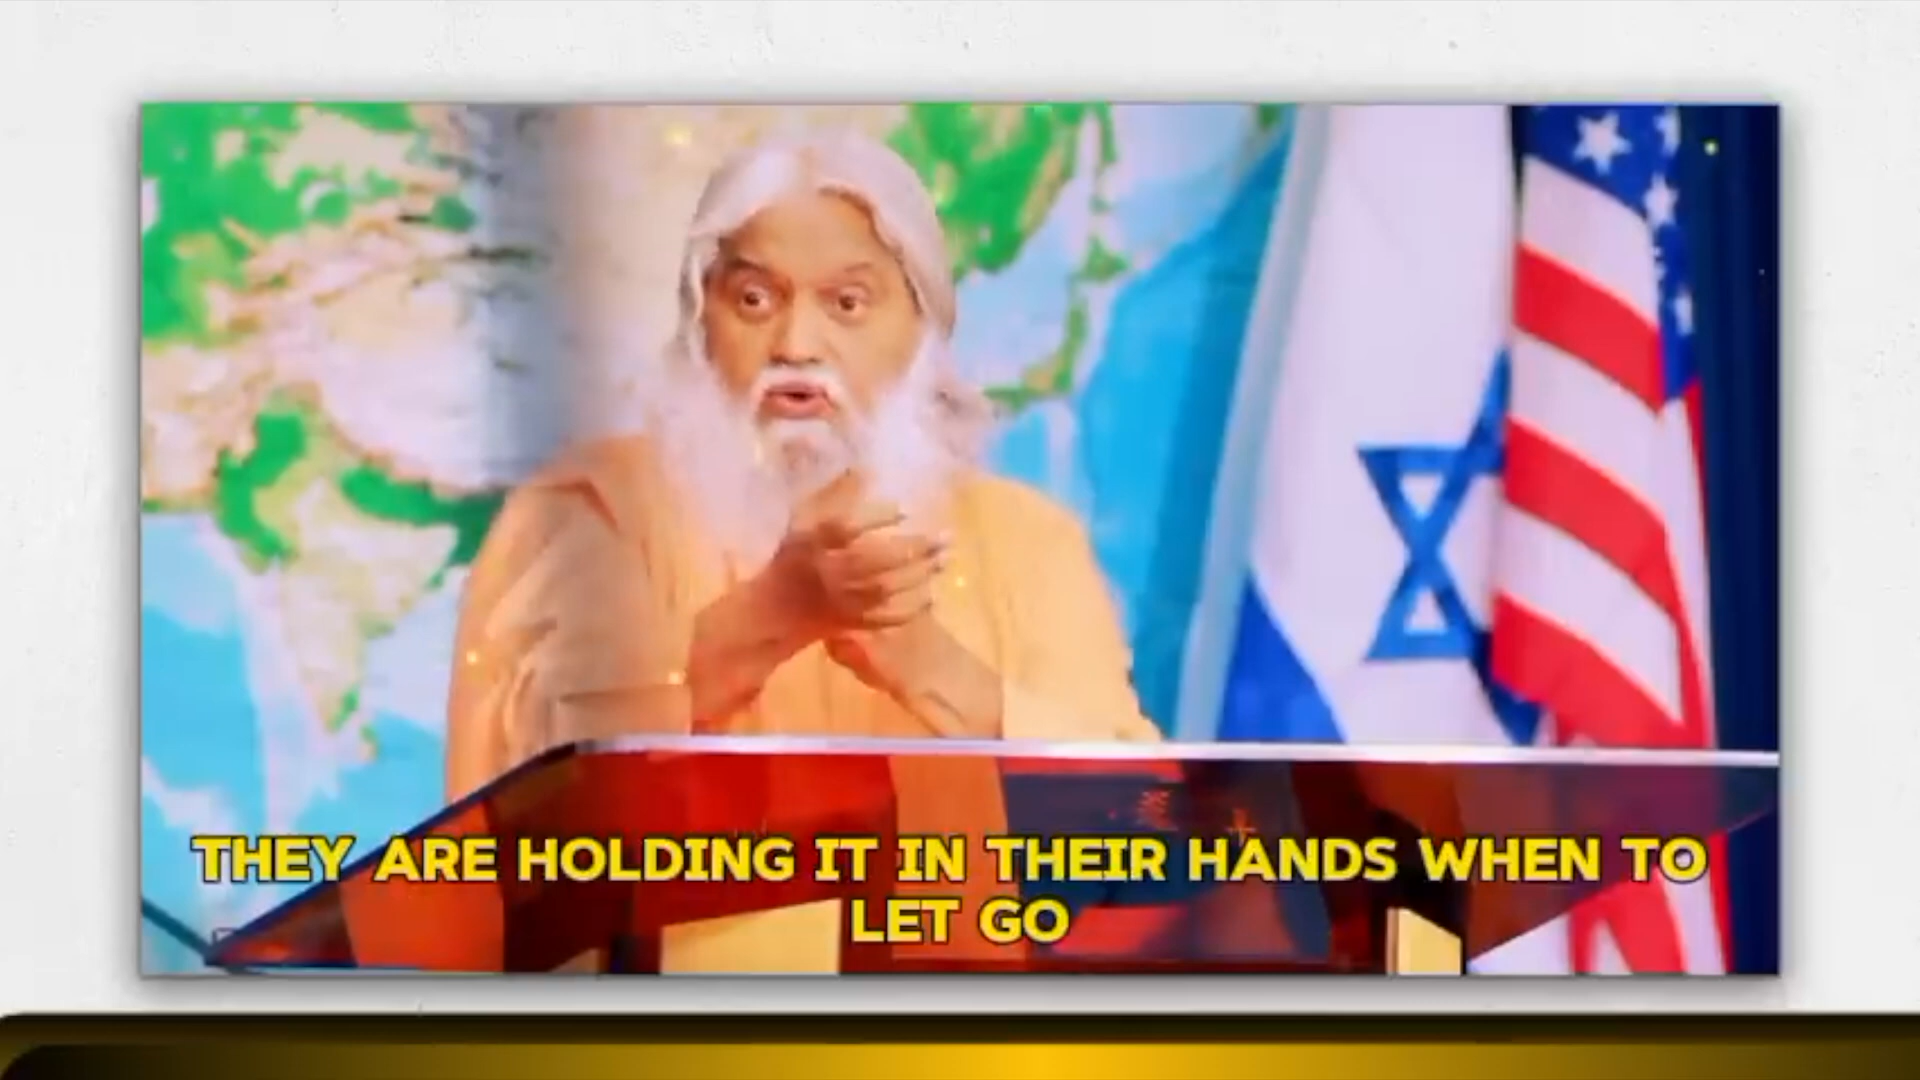 THEY ARE HOLDING IT IN THEIR HANDS WHEN TO
LET GO